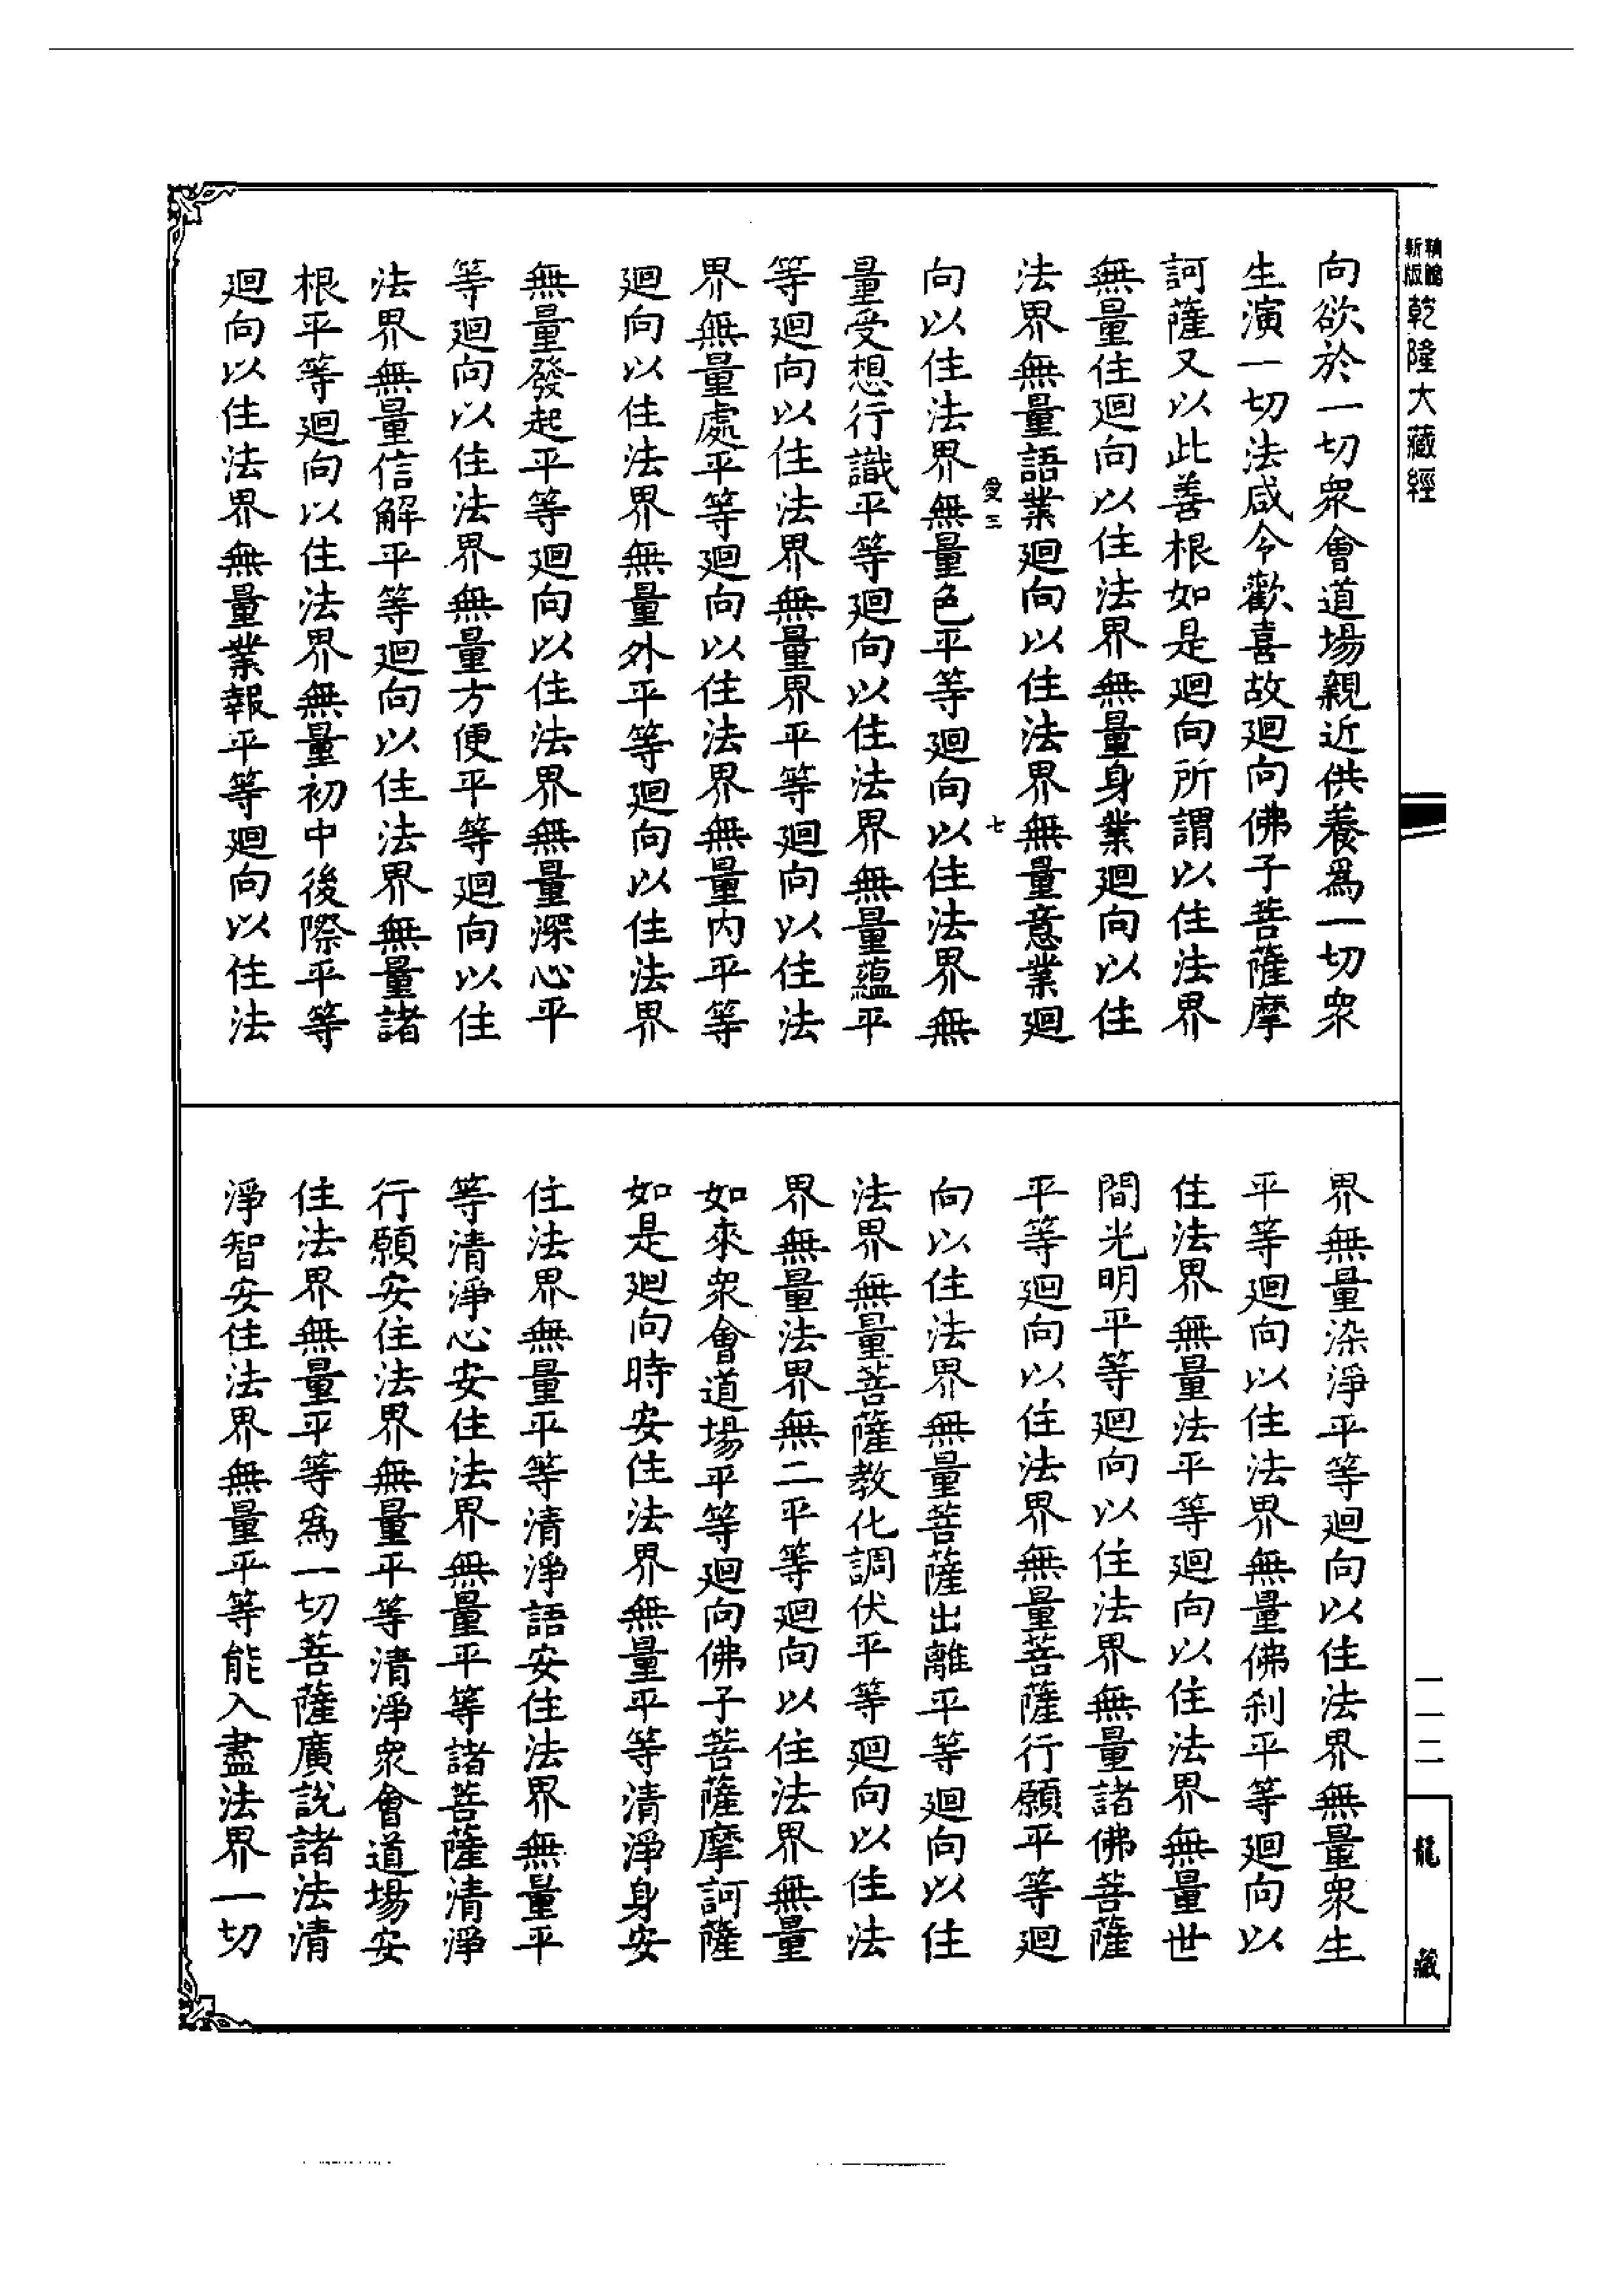 新版
乾隆大藏經
向欲於一切衆會道場親近供養爲一切衆
生演一切法咸令歡喜故廻向佛子菩薩摩
訶薩又以此善根如是廻向所謂以住法界
無量住廻向以住法界無量身業廻向以住
法界無量語業廻向以住法界無量意業廻
愛三
七
向以住法界無量色平等廻向以住法界無
量受想行識平等廻向以住法界無量蘊平
等廻向以住法界無量界平等廻向以住法
界無量處平等廻向以住法界無量内平等
廻向以住法界無量外平等廻向以住法界
無量發起平等廻向以住法界無量深心平
等廻向以住法界無量方便平等廻向以住
法界無量信解平等廻向以住法界無量諸
根平等廻向以住法界無量初中後際平等
廻向以住法界無量業報平等廻向以住法
界無量染淨平等廻向以住法界無量衆生
平等廻向以住法界無量佛刹平等廻向以
住法界無量法平等廻向以住法界無量世
間光明平等廻向以住法界無量諸佛菩薩
平等廻向以住法界無量菩薩行願平等廻
向以住法界無量菩薩出離平等廻向以住
法界無量菩薩教化調伏平等廻向以住法
界無量法界無二平等廻向以住法界無量
如來衆會道場平等廻向佛子菩薩摩訶薩
如是廻向時安住法界無量平等清淨身安
住法界無量平等清淨語安住法界無量平
等清淨心安住法界無量平等諸菩薩清淨
行願安住法界無量平等清淨衆會道場安
住法界無量平等爲一切菩薩廣說諸法清
淨智安住法界無量平等能入盡法界一切
一一二
龍藏